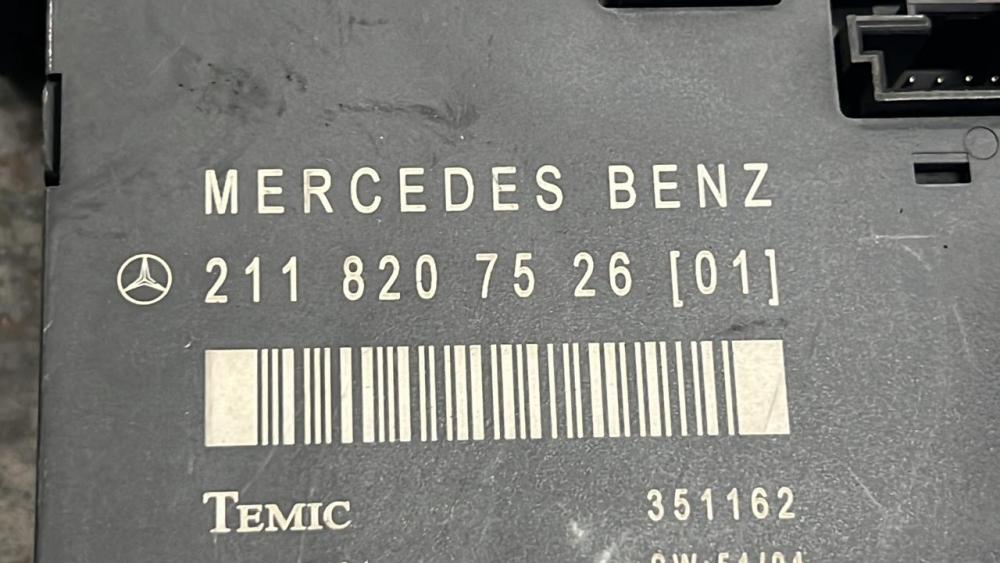 MERCEDES BENZ
211 820 75 26 [01]
TEMIC 351162